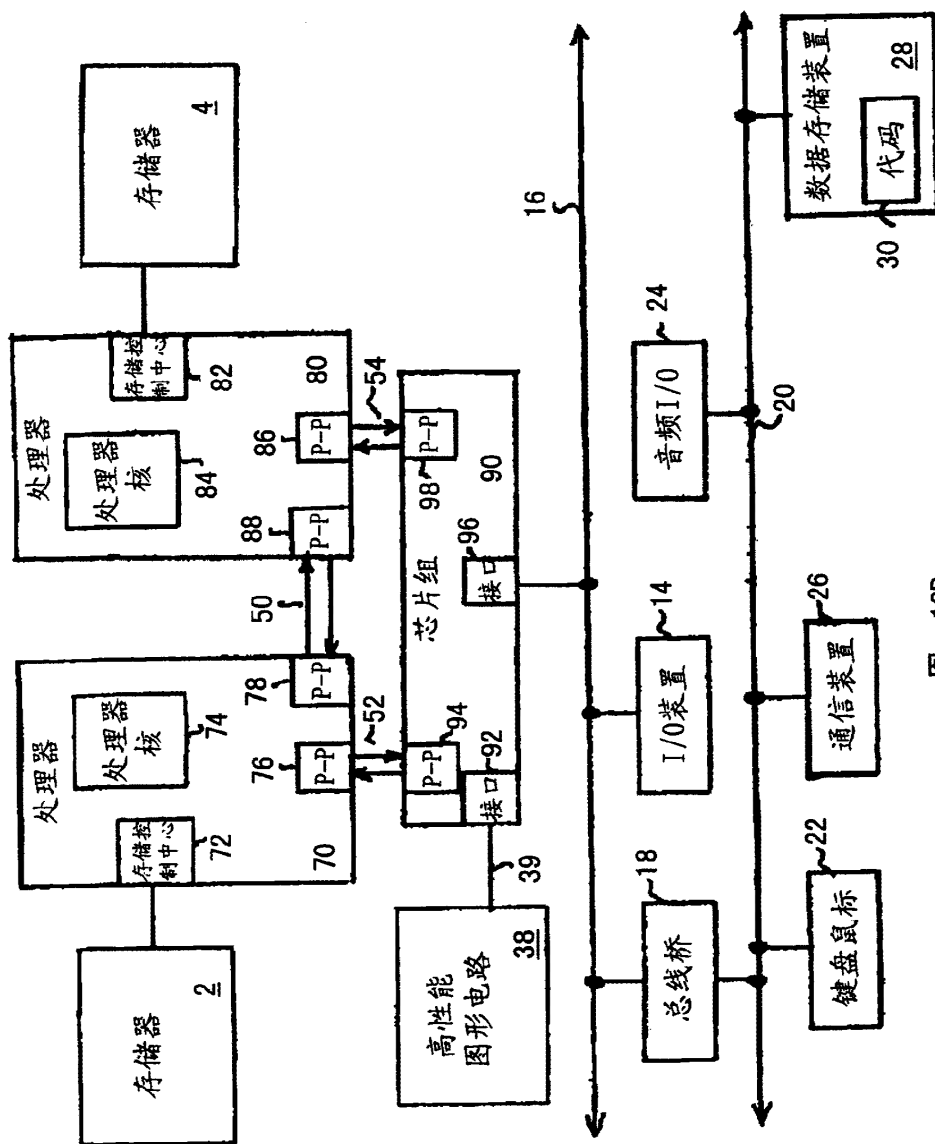 处理器
处理器
处理器核
74
处理器核
84
存储器
2
存储控
制中心
72
存储控
制中心
82
存储器
4
70
76
P-P
78
P-P
50
88
P-P
86
P-P
80
52
54
94
P-P
芯片组
98
P-P
高性能
图形电路
38
39
接口
92
接口
96
90
16
总线桥
18
I/O装置
14
音频I/O
24
20
键盘鼠标
22
通信装置
26
数据存储装置
代码
30
28
图